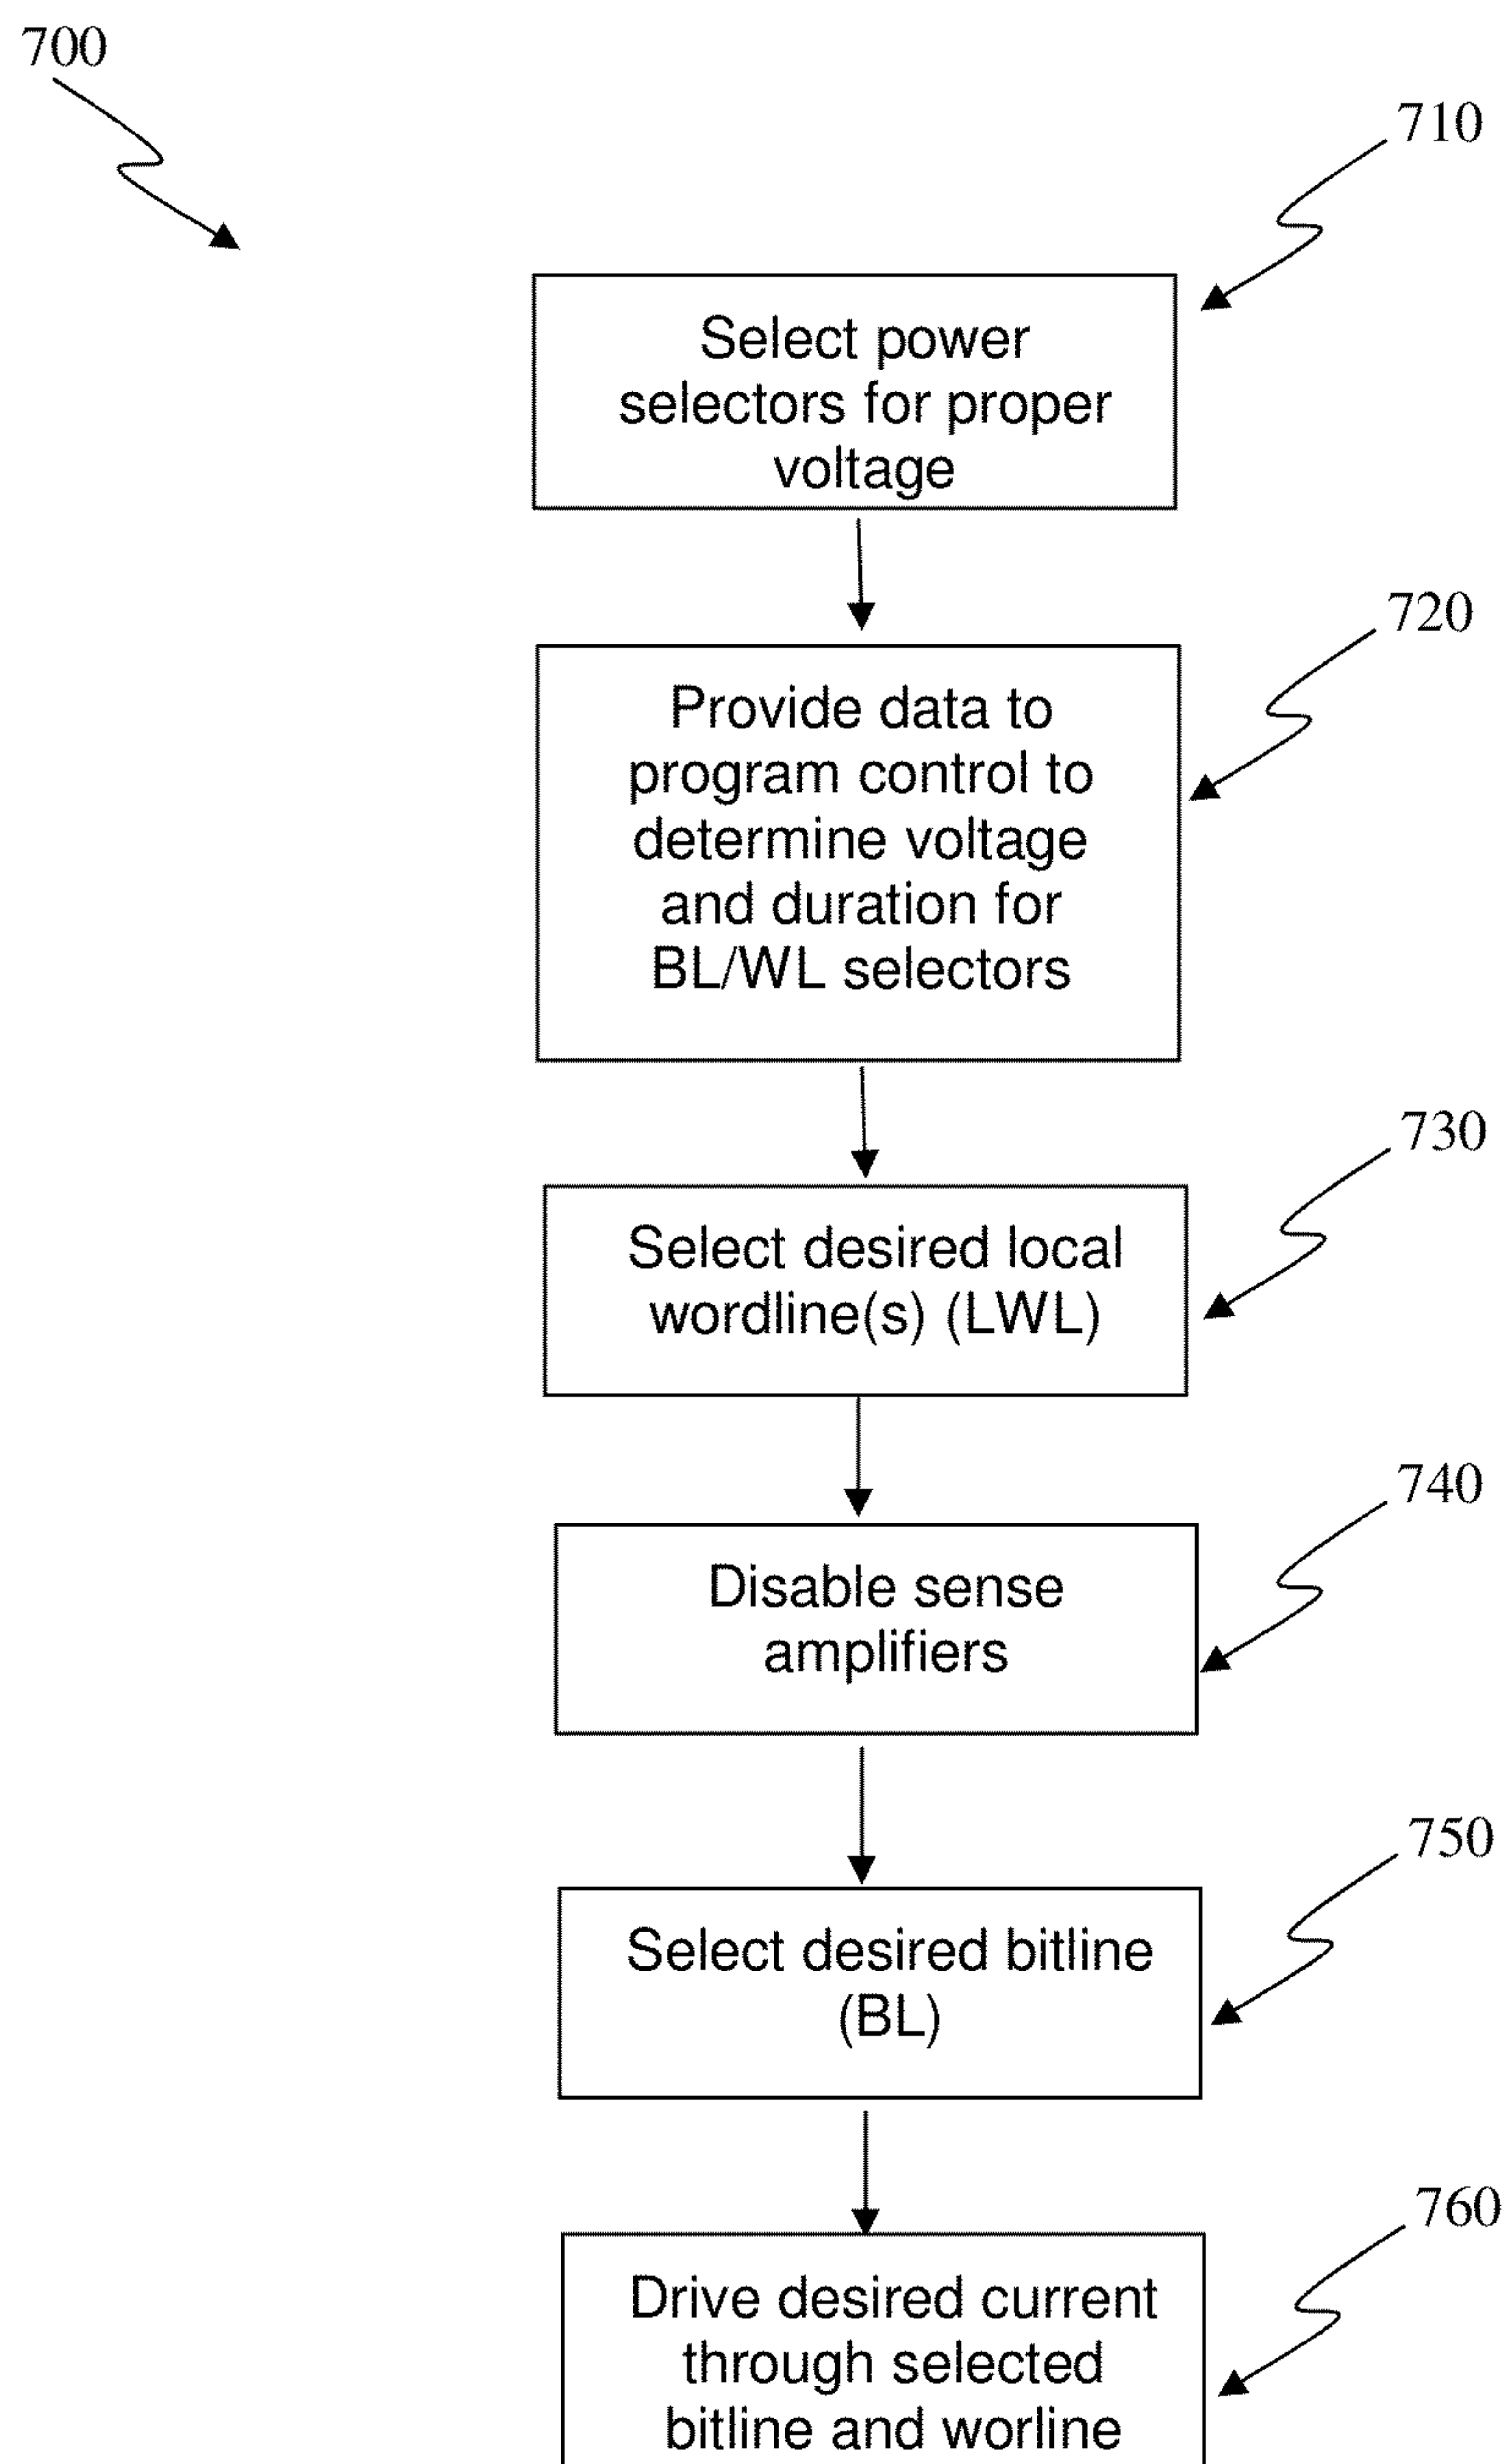 700
710
Select power
selectors for proper
voltage
720
Provide data to
program control to
determine voltage
and duration for
BL/WL selectors
730
Select desired local
wordline(s) (LWL)
740
Disable sense
amplifiers
750
Select desired bitline
(BL)
760
Drive desired current
through selected
bitline and worline